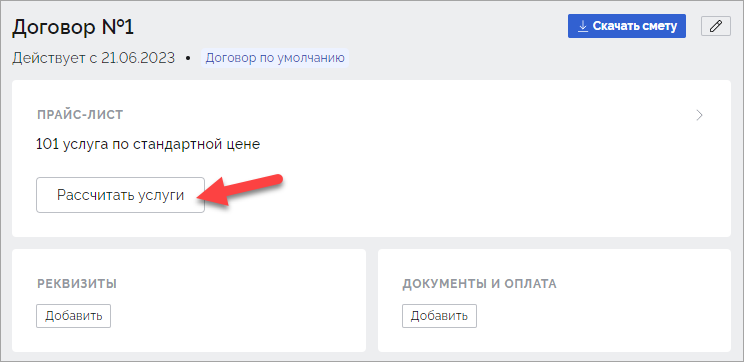 Договор №1
Скачать смету
Действует с 21.06.2023 • Договор по умолчанию
ПРАЙС-ЛИСТ
101 услуга по стандартной цене
Рассчитать услуги
РЕКВИЗИТЫ
Добавить
ДОКУМЕНТЫ И ОПЛАТА
Добавить